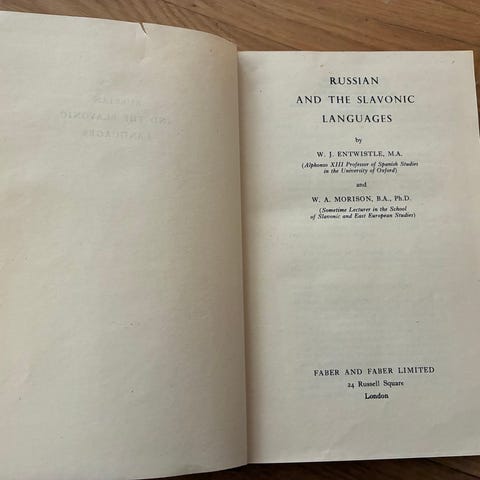 RUSSIAN
AND THE SLAVONIC
LANGUAGES
by
W. J. ENTWISTLE, M.A.
(Alphonso XIII Professor of Spanish Studies
in the University of Oxford)
and
W. A. MORISON, B.A., Ph.D.
(Sometime Lecturer in the School
of Slavonic and East European Studies)
FABER AND FABER LIMITED
24 Russell Square
London